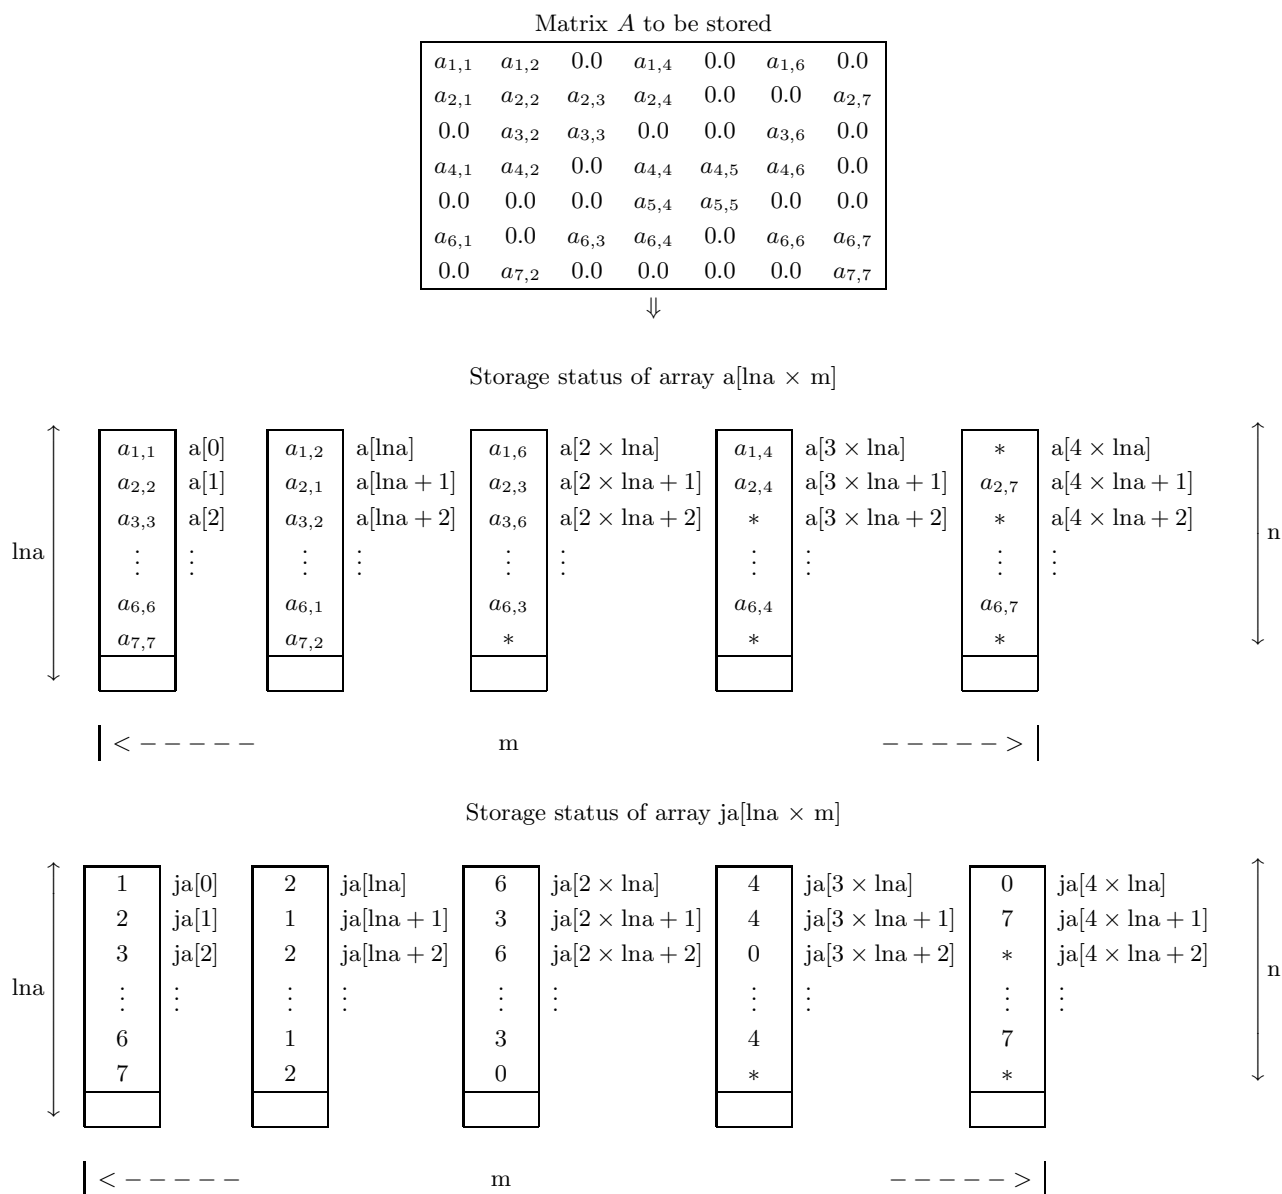 Matrix A to be stored
a1,1 a1,2 0.0 a1,4 0.0 a1,6 0.0
a2,1 a2,2 a2,3 a2,4 0.0 0.0 a2,7
0.0 a3,2 a3,3 0.0 0.0 a3,6 0.0
a4,1 a4,2 0.0 a4,4 a4,5 a4,6 0.0
0.0 0.0 0.0 a5,4 a5,5 0.0 0.0
a6,1 0.0 a6,3 a6,4 0.0 a6,6 a6,7
0.0 a7,2 0.0 0.0 0.0 0.0 a7,7
⇓
Storage status of array a[lna × m]
a1,1 a[0] a1,2 a[lna] a1,6 a[2 × lna] a1,4 a[3 × lna] * a[4 × lna]
a2,2 a[1] a2,1 a[lna + 1] a2,3 a[2 × lna + 1] a2,4 a[3 × lna + 1] a2,7 a[4 × lna + 1]
a3,3 a[2] a3,2 a[lna + 2] a3,6 a[2 × lna + 2] * a[3 × lna + 2] * a[4 × lna + 2]
lna ⋮ ⋮ ⋮ ⋮ ⋮ ⋮ ⋮ ⋮ ⋮ ⋮ n
a6,6 a6,1 a6,3 a6,4 a6,7
a7,7 a7,2 * * *
< − − − − − m − − − − − >
Storage status of array ja[lna × m]
1 ja[0] 2 ja[lna] 6 ja[2 × lna] 4 ja[3 × lna] 0 ja[4 × lna]
2 ja[1] 1 ja[lna + 1] 3 ja[2 × lna + 1] 4 ja[3 × lna + 1] 7 ja[4 × lna + 1]
3 ja[2] 2 ja[lna + 2] 6 ja[2 × lna + 2] 0 ja[3 × lna + 2] * ja[4 × lna + 2]
lna ⋮ ⋮ ⋮ ⋮ ⋮ ⋮ ⋮ ⋮ ⋮ ⋮ n
6 1 3 4 7
7 2 0 * *
< − − − − − m − − − − − >